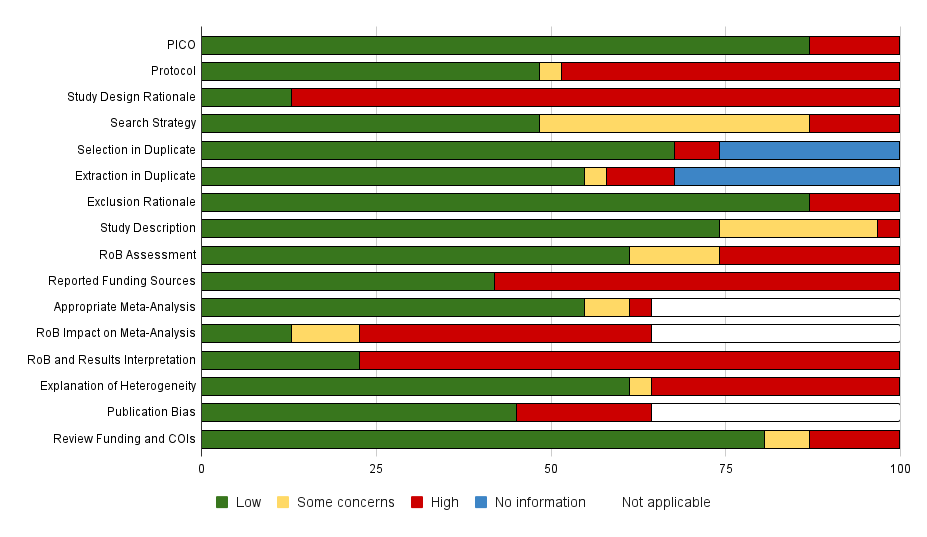 PICO
Protocol
Study Design Rationale
Search Strategy
Selection in Duplicate
Extraction in Duplicate
Exclusion Rationale
Study Description
RoB Assessment
Reported Funding Sources
Appropriate Meta-Analysis
RoB Impact on Meta-Analysis
RoB and Results Interpretation
Explanation of Heterogeneity
Publication Bias
Review Funding and COIs
0 25 50 75 100
Low Some concerns High No information Not applicable